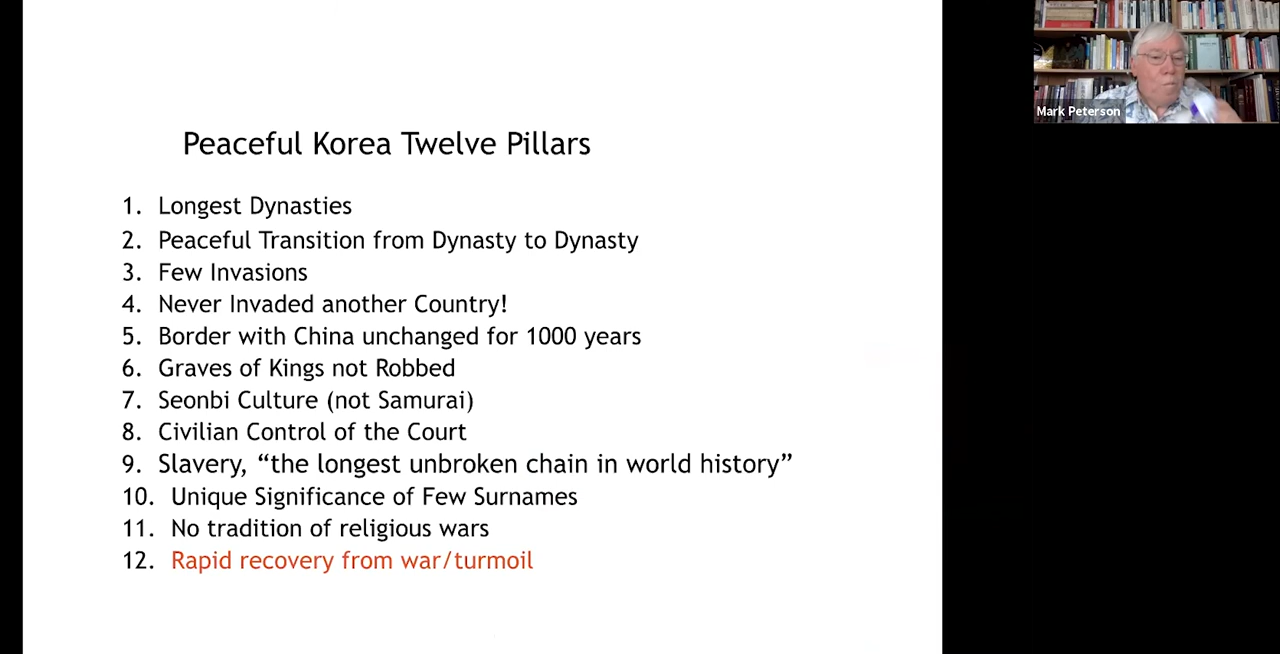 Peaceful Korea Twelve Pillars
1. Longest Dynasties
2. Peaceful Transition from Dynasty to Dynasty
3. Few Invasions
4. Never Invaded another Country!
5. Border with China unchanged for 1000 years
6. Graves of Kings not Robbed
7. Seonbi Culture (not Samurai)
8. Civilian Control of the Court
9. Slavery, “the longest unbroken chain in world history”
10. Unique Significance of Few Surnames
11. No tradition of religious wars
12. Rapid recovery from war/turmoil
Mark Peterson